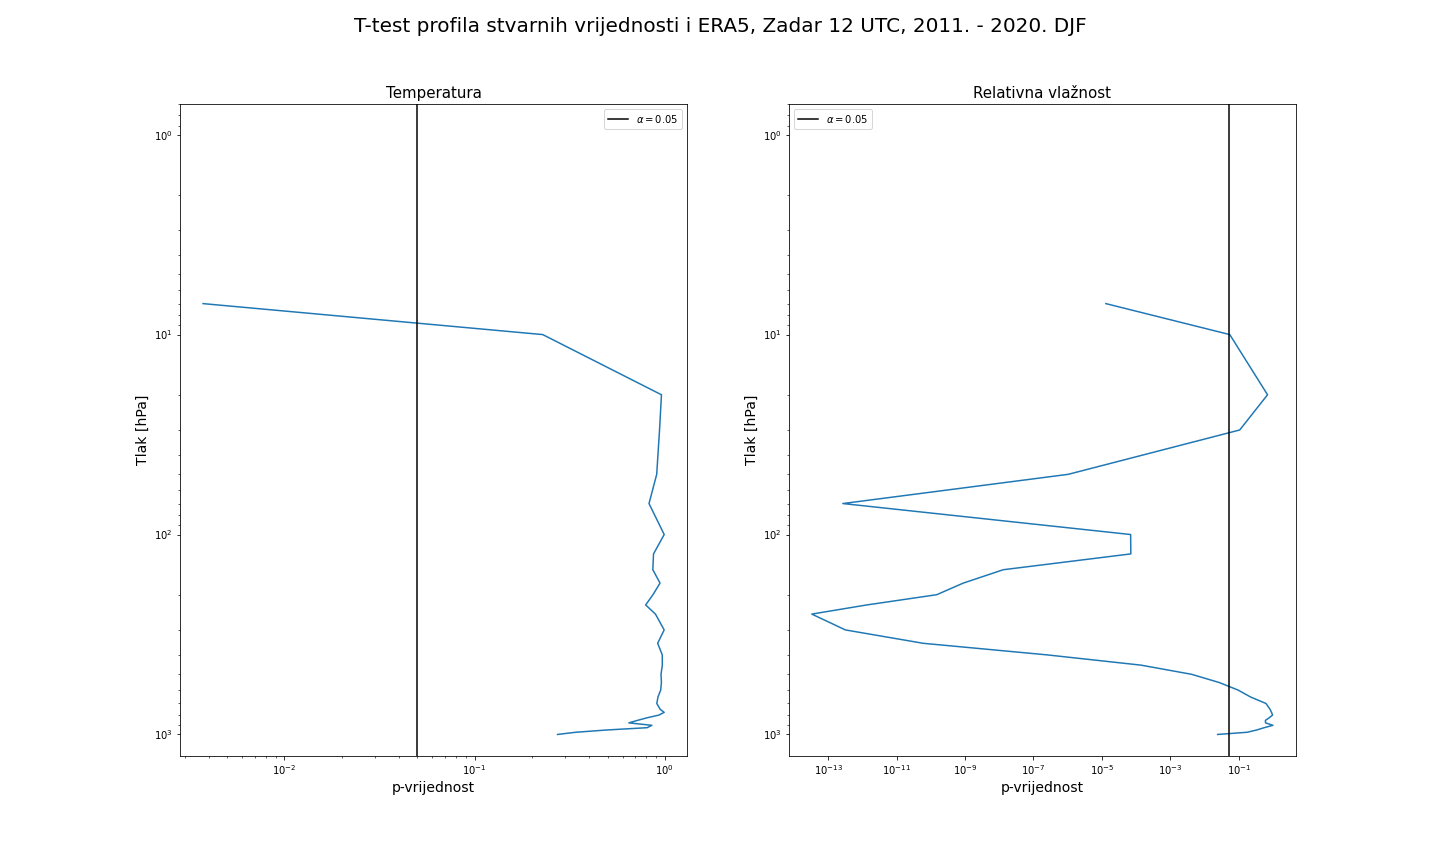 T-test profila stvarnih vrijednosti i ERA5, Zadar 12 UTC, 2011. - 2020. DJF
Temperatura
α = 0.05
10⁰
10¹
10²
10³
Tlak [hPa]
10⁻²
10⁻¹
10⁰
p-vrijednost
Relativna vlažnost
α = 0.05
10⁰
10¹
10²
10³
Tlak [hPa]
10⁻¹³
10⁻¹¹
10⁻⁹
10⁻⁷
10⁻⁵
10⁻³
10⁻¹
p-vrijednost